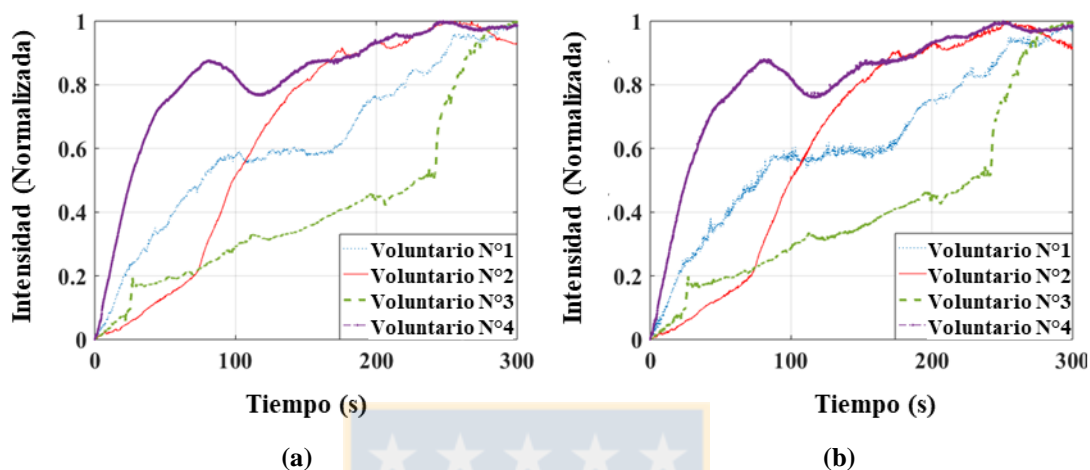 1
0.8
0.6
0.4
0.2
0
Intensidad (Normalizada)
Voluntario N°1
Voluntario N°2
Voluntario N°3
Voluntario N°4
0
100
200
300
Tiempo (s)
(a)
1
0.8
0.6
0.4
0.2
0
Intensidad (Normalizada)
Voluntario N°1
Voluntario N°2
Voluntario N°3
Voluntario N°4
0
100
200
300
Tiempo (s)
(b)